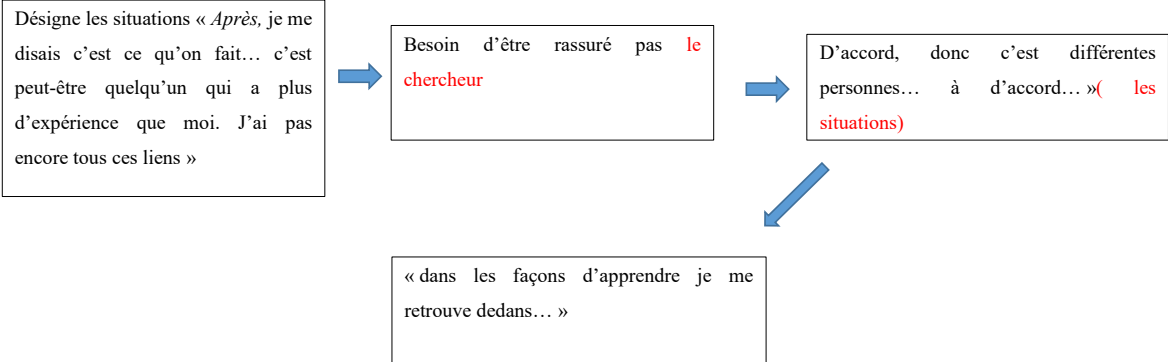 Désigne les situations « Après, je me
disais c’est ce qu’on fait… c’est
peut-être quelqu’un qui a plus
d’expérience que moi. J’ai pas
encore tous ces liens »
Besoin d’être rassuré pas le
chercheur
D’accord, donc c’est différentes
personnes… à d’accord… »( les
situations)
« dans les façons d’apprendre je me
retrouve dedans… »